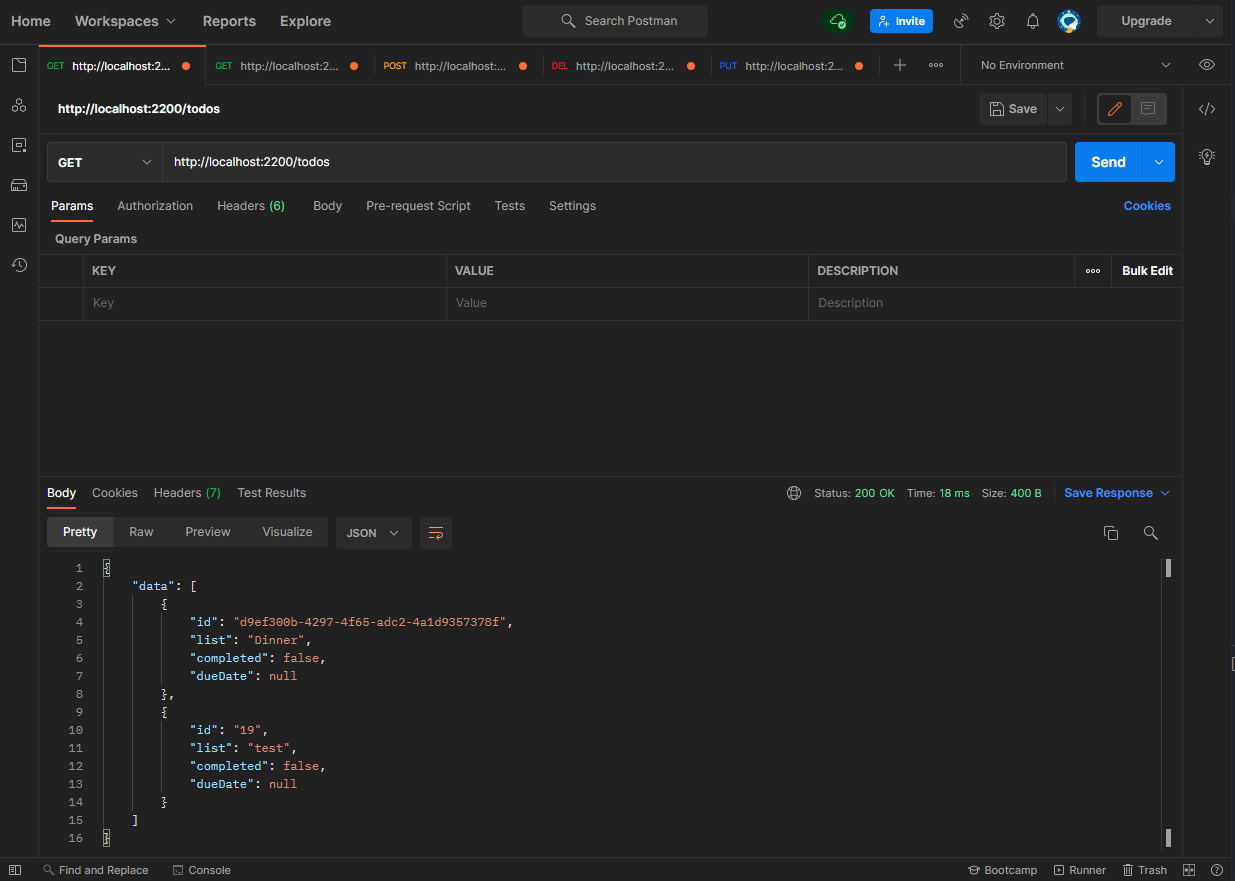 Home Workspaces Reports Explore Search Postman Invite Upgrade
GET http://localhost:2... GET http://localhost:2... POST http://localhost:... DEL http://localhost:2... PUT http://localhost:2... No Environment
http://localhost:2200/todos Save
GET http://localhost:2200/todos Send
Params Authorization Headers (6) Body Pre-request Script Tests Settings Cookies
Query Params
KEY VALUE DESCRIPTION Bulk Edit
Key Value Description
Body Cookies Headers (7) Test Results Status: 200 OK Time: 18 ms Size: 400 B Save Response
Pretty Raw Preview Visualize JSON
1 {
2 "data": [
3 {
4 "id": "d9ef300b-4297-4f65-adc2-4a1d9357378f",
5 "list": "Dinner",
6 "completed": false,
7 "dueDate": null
8 },
9 {
10 "id": "19",
11 "list": "test",
12 "completed": false,
13 "dueDate": null
14 }
15 ]
16 }
Find and Replace Console Bootcamp Runner Trash